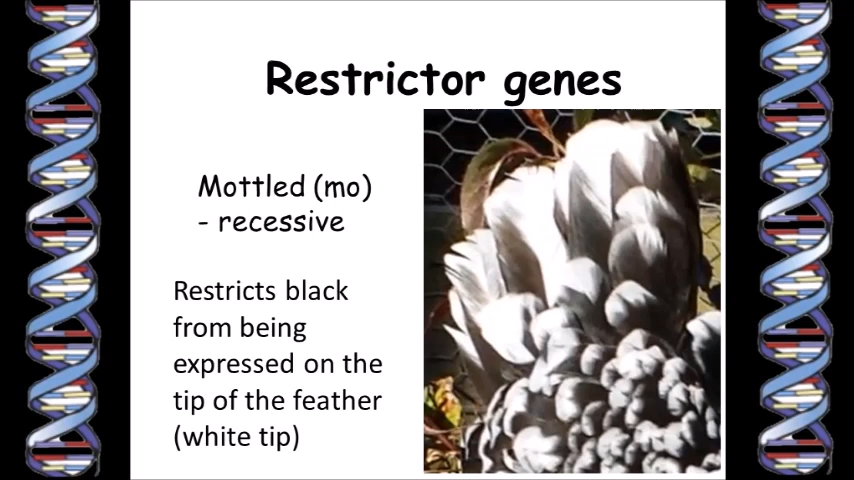 Restrictor genes
Mottled (mo)
- recessive
Restricts black
from being
expressed on the
tip of the feather
(white tip)